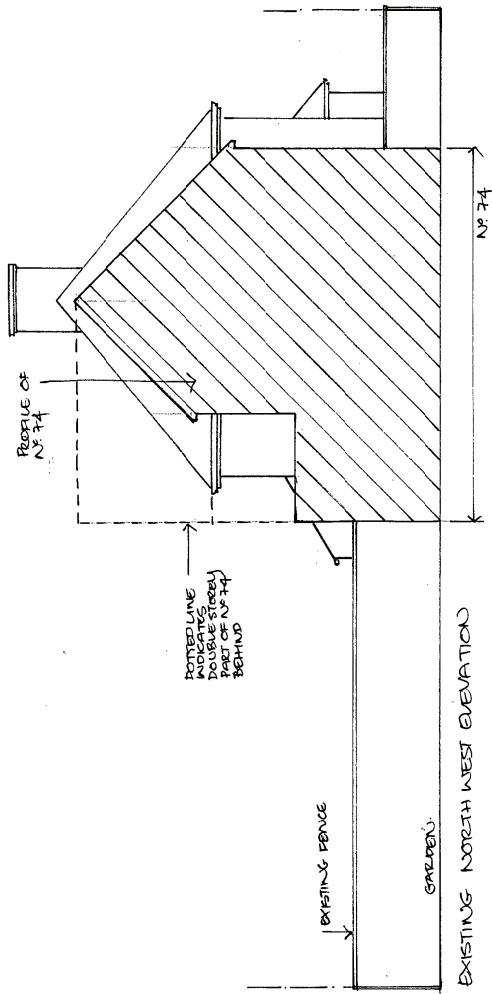 PROFILE OF
Nº 74
DOTTED LINE
INDICATES
DOUBLE STOREY
PART OF Nº 74
BEHIND
EXISTING FENCE
GARDEN.
Nº 74
EXISTING NORTH WEST ELEVATION